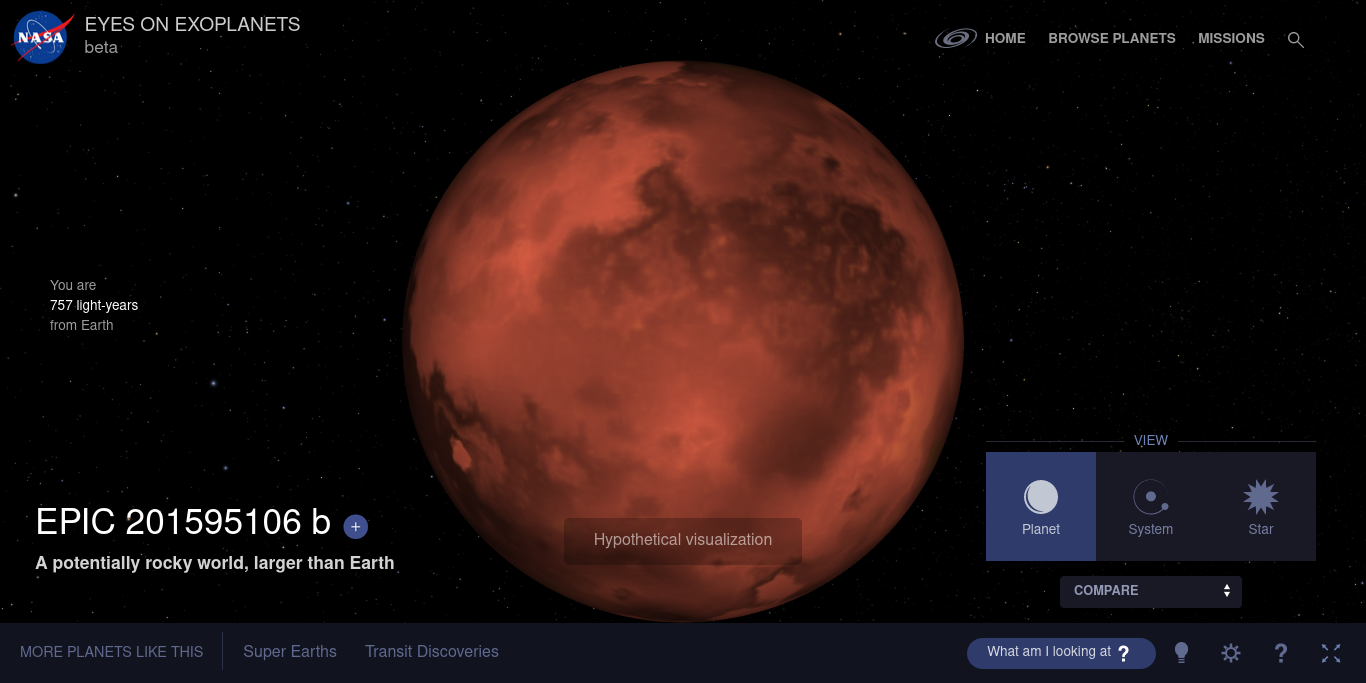 NASA
EYES ON EXOPLANETS
beta
HOME
BROWSE PLANETS
MISSIONS
You are
757 light-years
from Earth
VIEW
Planet
System
Star
EPIC 201595106 b +
A potentially rocky world, larger than Earth
Hypothetical visualization
COMPARE
MORE PLANETS LIKE THIS
Super Earths
Transit Discoveries
What am I looking at ?
?